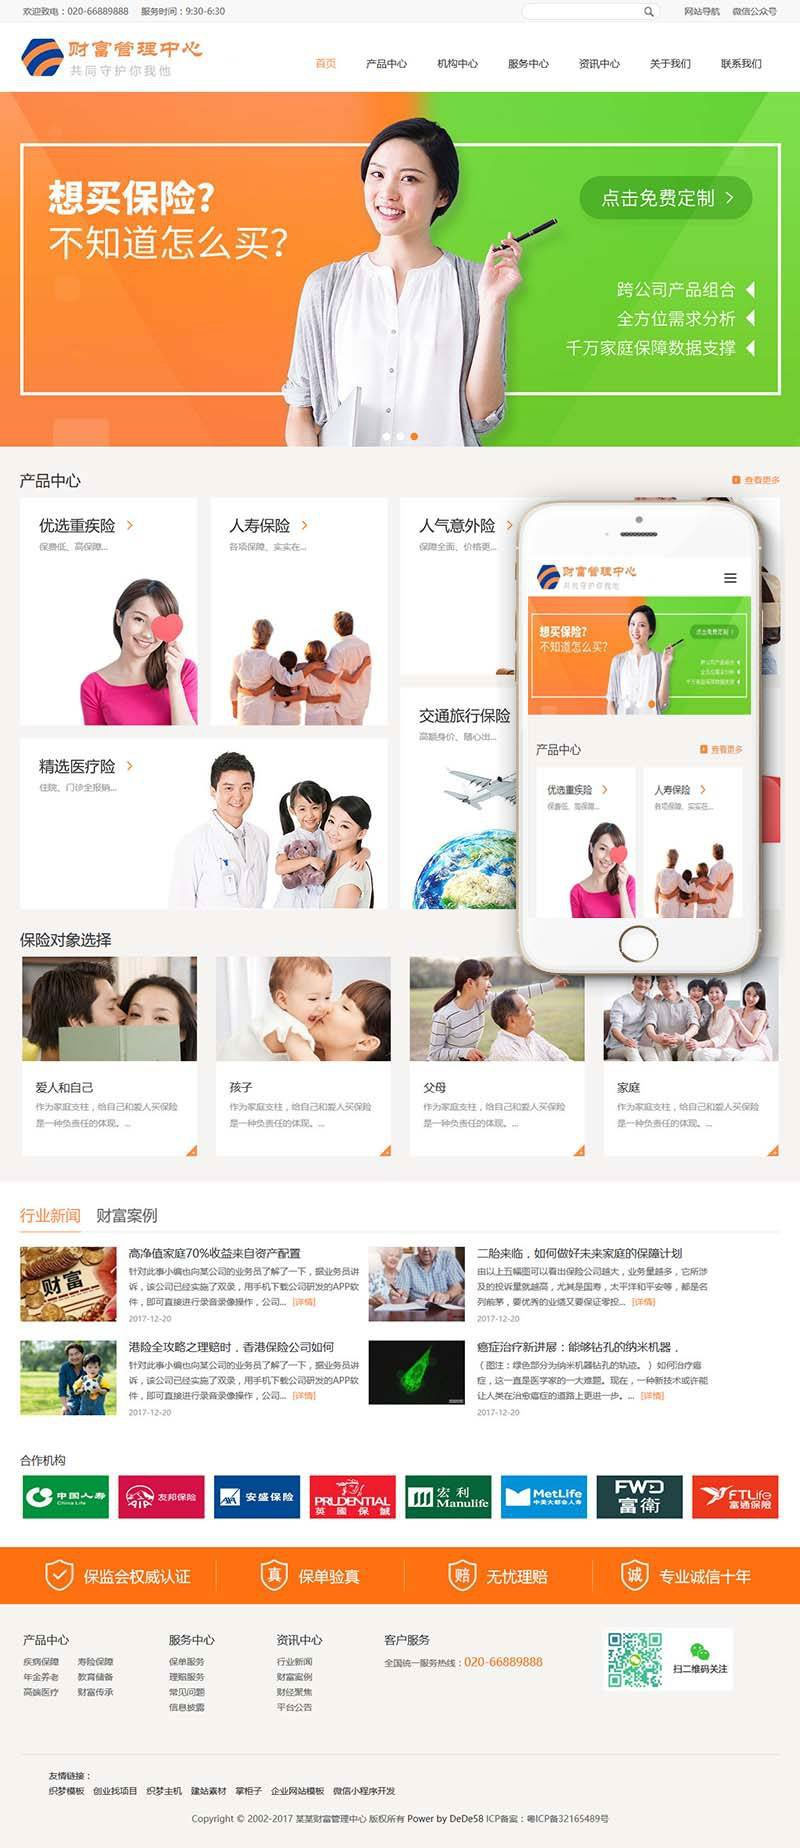 欢迎致电：020-66889888 服务时间：9:30-6:30
网站导航 微信公众号
财富管理中心
共同守护你我他
首页 产品中心 机构中心 服务中心 资讯中心 关于我们 联系我们
想买保险?
不知道怎么买?
点击免费定制
跨公司产品组合
全方位需求分析
千万家庭保障数据支撑
产品中心
查看更多
优选重疾险
保费低、高保障...
人寿保险
各项保障、实实在...
人气意外险
保障全面、价格更...
精选医疗险
住院、门诊全报销...
交通旅行保险
高额身价、随心出...
财富管理中心
共同守护你我他
想买保险?
不知道怎么买?
点击免费定制
跨公司产品组合
全方位需求分析
千万家庭保障数据支撑
产品中心
查看更多
优选重疾险
保费低、高保障...
人寿保险
各项保障、实实在...
保险对象选择
爱人和自己
作为家庭支柱，给自己和爱人买保险
是一种负责任的体现。...
孩子
作为家庭支柱，给自己和爱人买保险
是一种负责任的体现。...
父母
作为家庭支柱，给自己和爱人买保险
是一种负责任的体现。...
家庭
作为家庭支柱，给自己和爱人买保险
是一种负责任的体现。...
行业新闻 财富案例
财富
高净值家庭70%收益来自资产配置
针对此事小编也向某公司的业务员了解了一下，据业务员讲
诉，该公司已经实施了双录，用手机下载公司研发的APP软
件，即可直接进行录音录像操作，公司... [详情]
2017-12-20
二胎来临，如何做好未来家庭的保障计划
由以上五幅图可以看出保险公司越大，业务量越多，它所涉
及的投诉量就越高，尤其是国寿，太平洋和平安等，都是名
列前茅，要优秀的业绩又要保证零投... [详情]
2017-12-20
港险全攻略之理赔时，香港保险公司如何
针对此事小编也向某公司的业务员了解了一下，据业务员讲
诉，该公司已经实施了双录，用手机下载公司研发的APP软
件，即可直接进行录音录像操作，公司... [详情]
2017-12-20
癌症治疗新进展：能够钻孔的纳米机器，
（图注：绿色部分为纳米机器钻孔的轨迹。）如何治疗癌
症，这一直是医学家的一大难题。现在，一种新技术或许能
让人类在治愈癌症的道路上更进一步。... [详情]
2017-12-20
合作机构
中国人寿
China Life
AIA
友邦保险
AXA
安盛保险
PRUDENTIAL
英國保誠
宏利
Manulife
MetLife
中美大都会人寿
FWD
富衛
FTLife
富通保險
保监会权威认证
真 保单验真
赔 无忧理赔
诚 专业诚信十年
产品中心
疾病保障 寿险保障
年金养老 教育储备
高端医疗 财富传承
服务中心
保单服务
理赔服务
常见问题
信息披露
资讯中心
行业新闻
财富案例
财经聚焦
平台公告
客户服务
全国统一服务热线：020-66889888
扫二维码关注
友情链接：
织梦模板 创业找项目 织梦主机 建站素材 掌柜子 企业网站模板 微信小程序开发
Copyright © 2002-2017 某某财富管理中心 版权所有 Power by DeDe58 ICP备案：粤ICP备32165489号